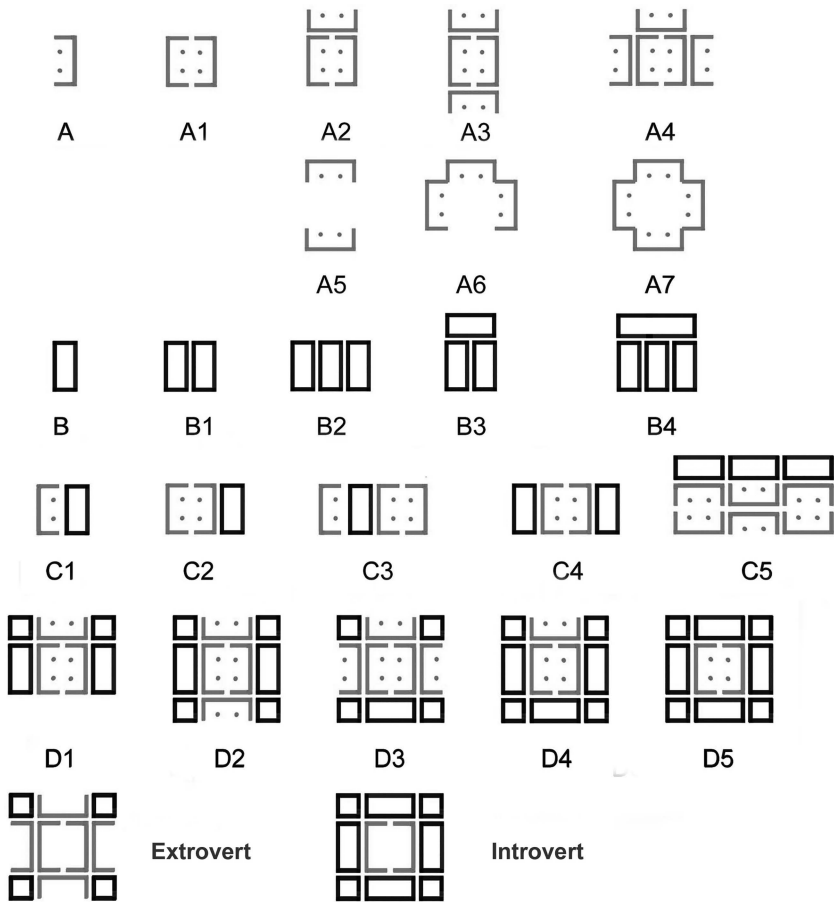 A A1 A2 A3 A4
A5 A6 A7
B B1 B2 B3 B4
C1 C2 C3 C4 C5
D1 D2 D3 D4 D5
Extrovert Introvert